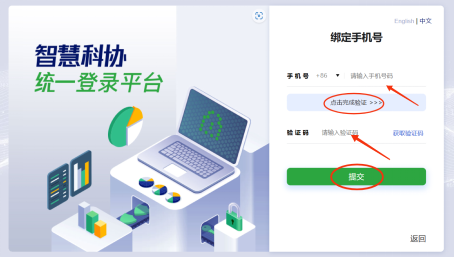 English | 中文
智慧科协
统一登录平台
绑定手机号
手机号 +86 ▼ 请输入手机号码
点击完成验证 >>>
验证码 请输入验证码 获取验证码
提交
返回